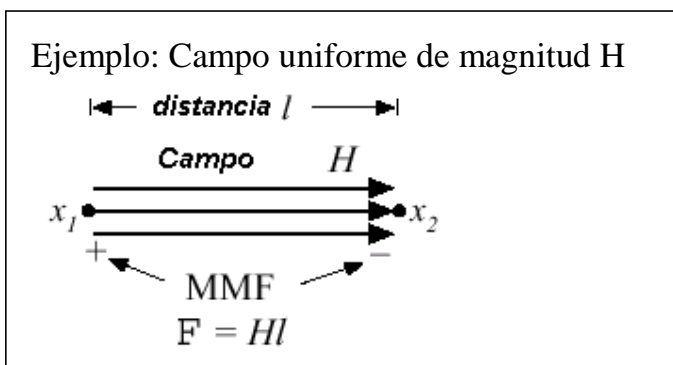 Ejemplo: Campo uniforme de magnitud H
distancia l
Campo H
x1 x2
+ −
MMF
F = Hl